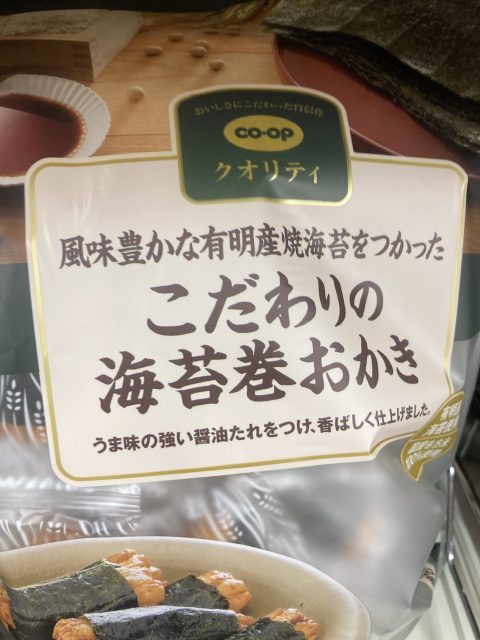 おいしさにこだわった自信作
co-op
クオリティ
風味豊かな有明産焼海苔をつかった
こだわりの
海苔巻おかき
うま味の強い醤油たれをつけ、香ばしく仕上げました。